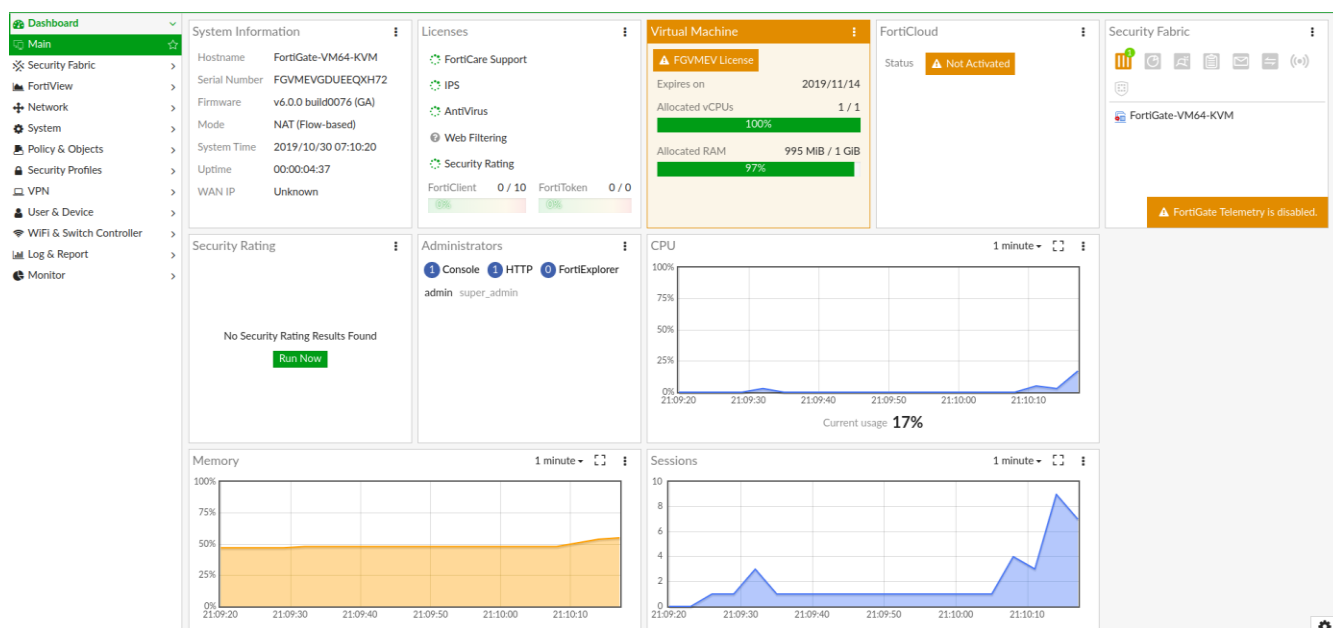 Dashboard
Main
Security Fabric
FortiView
Network
System
Policy & Objects
Security Profiles
VPN
User & Device
WiFi & Switch Controller
Log & Report
Monitor
System Information
Hostname FortiGate-VM64-KVM
Serial Number FGVMEVGDUEEQXH72
Firmware v6.0.0 build0076 (GA)
Mode NAT (Flow-based)
System Time 2019/10/30 07:10:20
Uptime 00:00:04:37
WAN IP Unknown
Licenses
FortiCare Support
IPS
AntiVirus
Web Filtering
Security Rating
FortiClient 0 / 10 FortiToken 0 / 0
0% 0%
Virtual Machine
FGVMEV License
Expires on 2019/11/14
Allocated vCPUs 1 / 1
100%
Allocated RAM 995 MiB / 1 GiB
97%
FortiCloud
Status Not Activated
Security Fabric
1
FortiGate-VM64-KVM
FortiGate Telemetry is disabled.
Security Rating
No Security Rating Results Found
Run Now
Administrators
1 Console 1 HTTP 0 FortiExplorer
admin super_admin
CPU 1 minute
100%
75%
50%
25%
0%
21:09:20 21:09:30 21:09:40 21:09:50 21:10:00 21:10:10
Current usage 17%
Memory 1 minute
100%
75%
50%
25%
0%
21:09:20 21:09:30 21:09:40 21:09:50 21:10:00 21:10:10
Sessions 1 minute
10
8
6
4
2
0
21:09:20 21:09:30 21:09:40 21:09:50 21:10:00 21:10:10